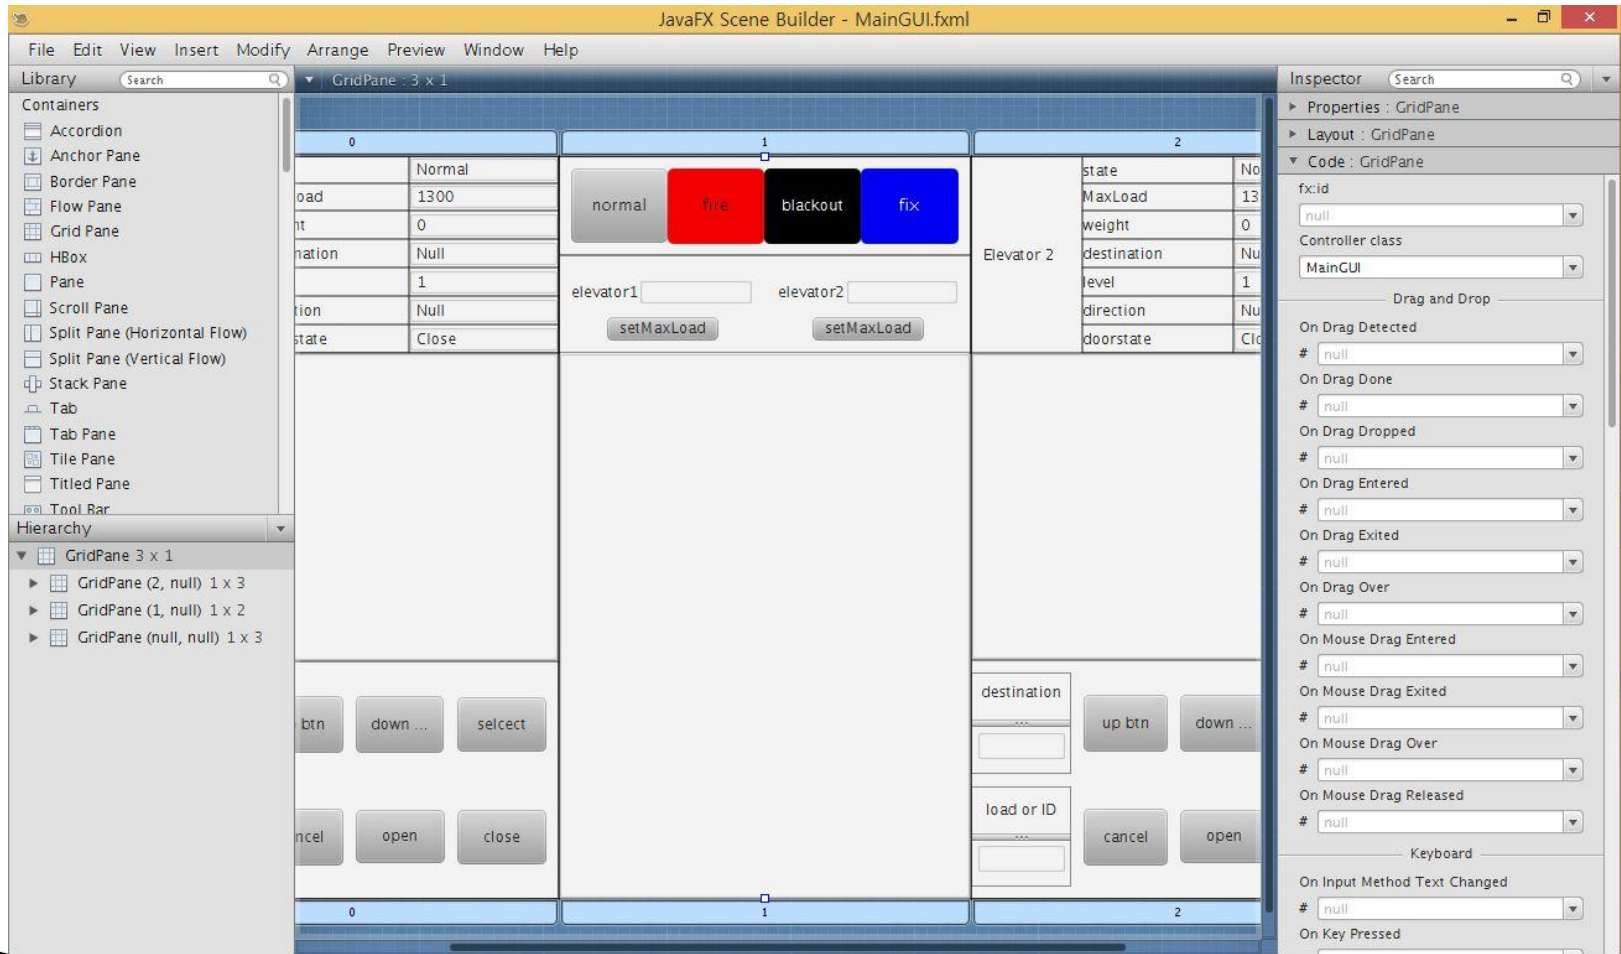 JavaFX Scene Builder - MainGUI.fxml
File Edit View Insert Modify Arrange Preview Window Help
Library
Search
Containers
Accordion
Anchor Pane
Border Pane
Flow Pane
Grid Pane
HBox
Pane
Scroll Pane
Split Pane (Horizontal Flow)
Split Pane (Vertical Flow)
Stack Pane
Tab
Tab Pane
Tile Pane
Titled Pane
Tool Bar
Hierarchy
GridPane 3 x 1
GridPane (2, null) 1 x 3
GridPane (1, null) 1 x 2
GridPane (null, null) 1 x 3
GridPane : 3 x 1
0
1
2
Normal
oad 1300
ht 0
nation Null
1
tion Null
state Close
btn
down ...
selcect
ncel
open
close
normal
fire
blackout
fix
elevator1
elevator2
setMaxLoad
setMaxLoad
Elevator 2
state No
MaxLoad 13
weight 0
destination Nu
level 1
direction Nu
doorstate Clo
destination
...
up btn
down ...
load or ID
...
cancel
open
0
1
2
Inspector
Search
Properties : GridPane
Layout : GridPane
Code : GridPane
fx:id
null
Controller class
MainGUI
Drag and Drop
On Drag Detected
# null
On Drag Done
# null
On Drag Dropped
# null
On Drag Entered
# null
On Drag Exited
# null
On Drag Over
# null
On Mouse Drag Entered
# null
On Mouse Drag Exited
# null
On Mouse Drag Over
# null
On Mouse Drag Released
# null
Keyboard
On Input Method Text Changed
# null
On Key Pressed